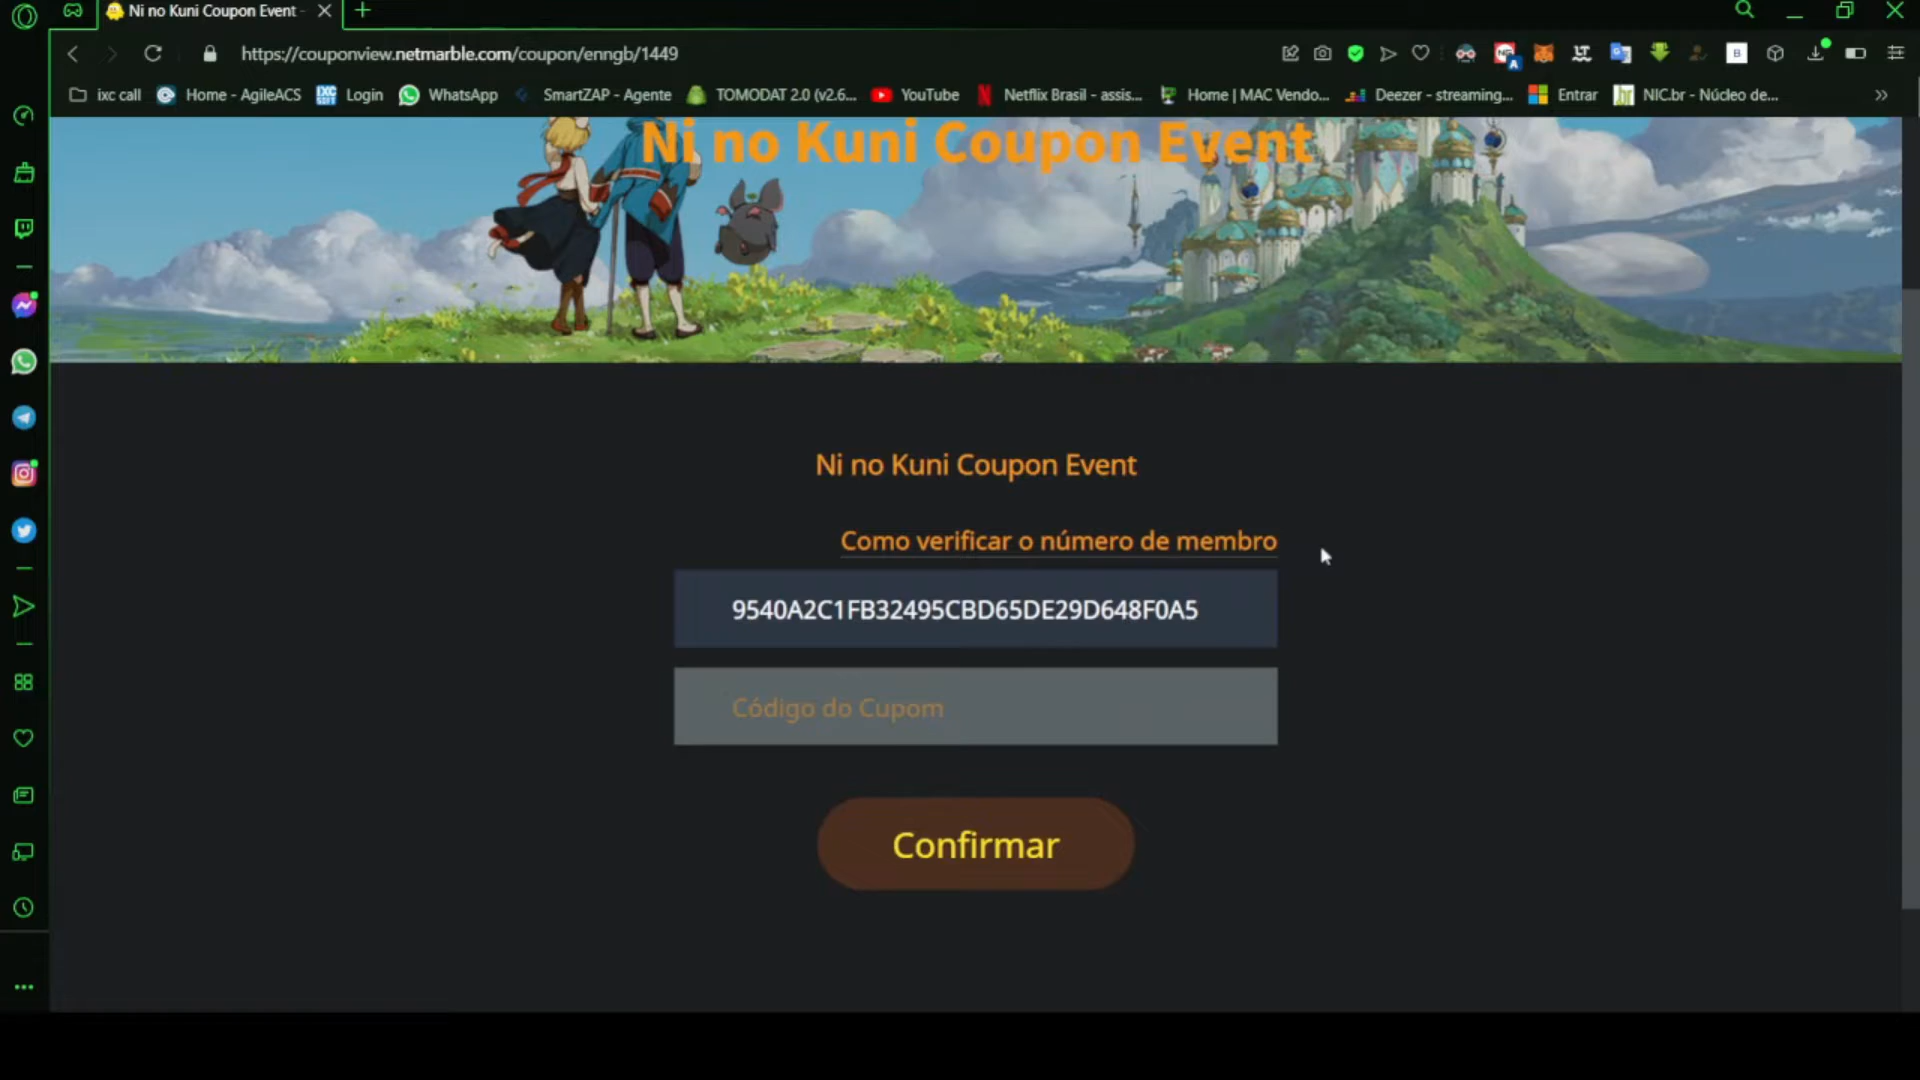 Ni no Kuni Coupon Event -
https://couponview.netmarble.com/coupon/enngb/1449
ixc call Home - AgileACS IXC SOFT Login WhatsApp SmartZAP - Agente TOMODAT 2.0 (v2.6... YouTube Netflix Brasil - assis... Home | MAC Vendo... Deezer - streaming... Entrar NIC.br - Núcleo de...
Ni no Kuni Coupon Event
Ni no Kuni Coupon Event
Como verificar o número de membro
9540A2C1FB32495CBD65DE29D648F0A5
Código do Cupom
Confirmar